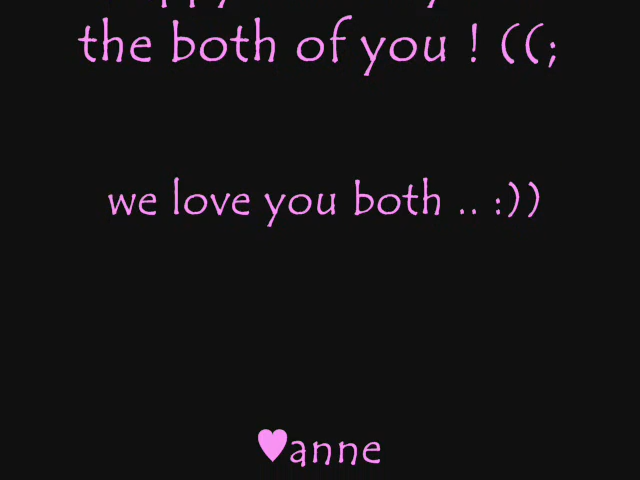 the both of you ! ((;
we love you both .. :))
♥anne